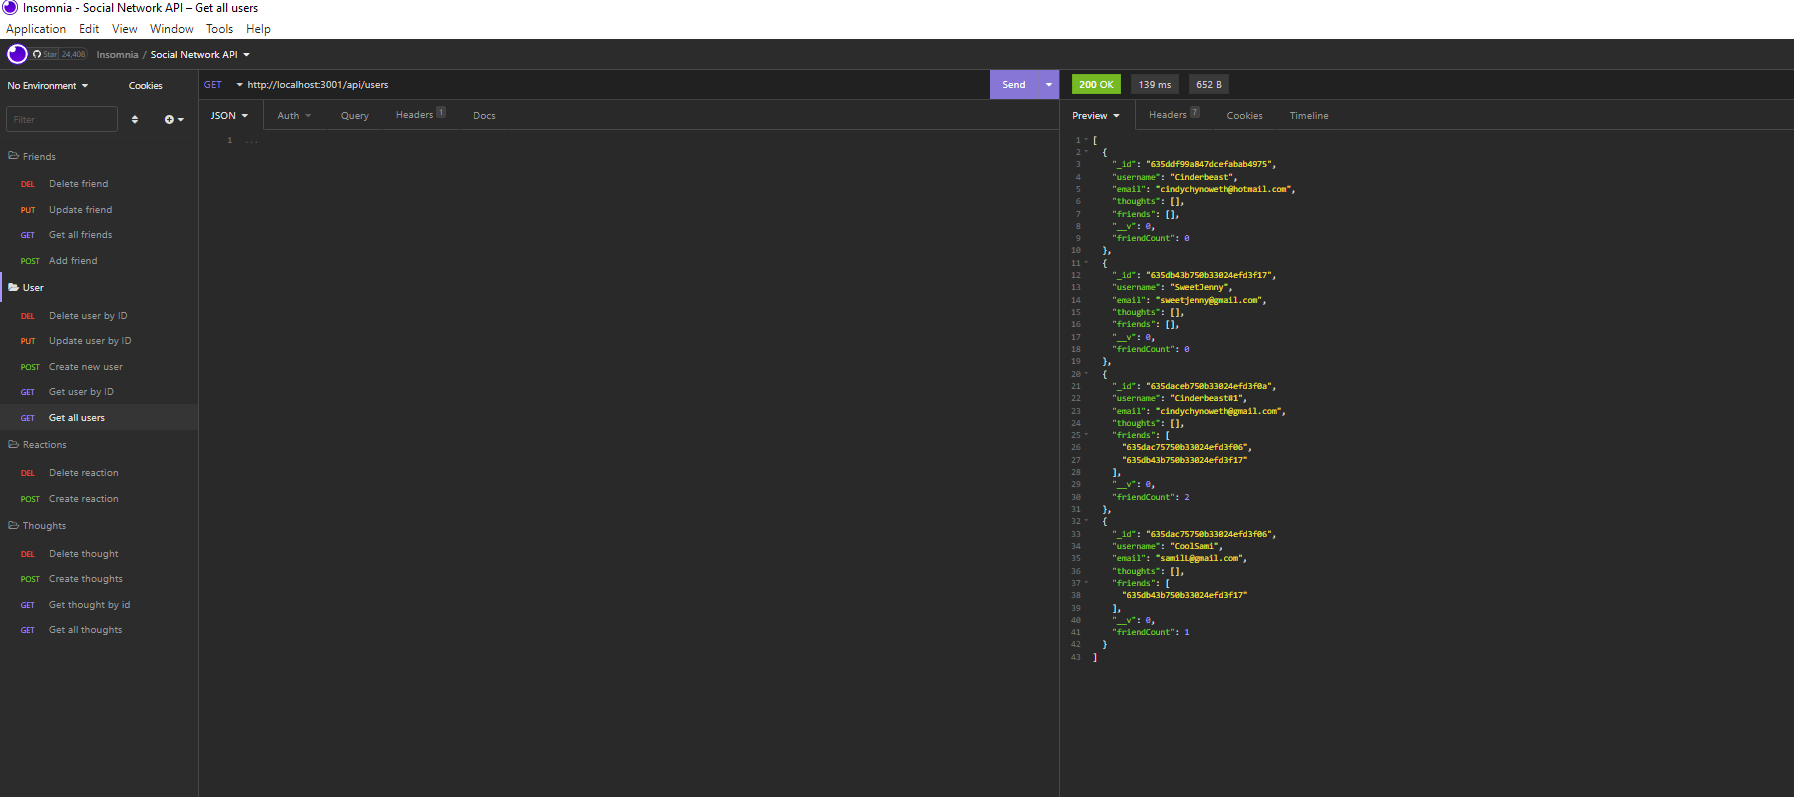 Insomnia - Social Network API – Get all users
Application Edit View Window Tools Help
Star 24,408 Insomnia / Social Network API
No Environment Cookies
Filter
Friends
DEL Delete friend
PUT Update friend
GET Get all friends
POST Add friend
User
DEL Delete user by ID
PUT Update user by ID
POST Create new user
GET Get user by ID
GET Get all users
Reactions
DEL Delete reaction
POST Create reaction
Thoughts
DEL Delete thought
POST Create thoughts
GET Get thought by id
GET Get all thoughts
GET http://localhost:3001/api/users Send
JSON Auth Query Headers 1 Docs
1 ...
200 OK 139 ms 652 B
Preview Headers 7 Cookies Timeline
1 [
2 {
3 "_id": "635ddf99a847dcefabab4975",
4 "username": "Cinderbeast",
5 "email": "cindychynoweth@hotmail.com",
6 "thoughts": [],
7 "friends": [],
8 "__v": 0,
9 "friendCount": 0
10 },
11 {
12 "_id": "635db43b750b33024efd3f17",
13 "username": "SweetJenny",
14 "email": "sweetjenny@gmail.com",
15 "thoughts": [],
16 "friends": [],
17 "__v": 0,
18 "friendCount": 0
19 },
20 {
21 "_id": "635daceb750b33024efd3f0a",
22 "username": "Cinderbeast#1",
23 "email": "cindychynoweth@gmail.com",
24 "thoughts": [],
25 "friends": [
26 "635dac75750b33024efd3f06",
27 "635db43b750b33024efd3f17"
28 ],
29 "__v": 0,
30 "friendCount": 2
31 },
32 {
33 "_id": "635dac75750b33024efd3f06",
34 "username": "CoolSami",
35 "email": "samilL@gmail.com",
36 "thoughts": [],
37 "friends": [
38 "635db43b750b33024efd3f17"
39 ],
40 "__v": 0,
41 "friendCount": 1
42 }
43 ]